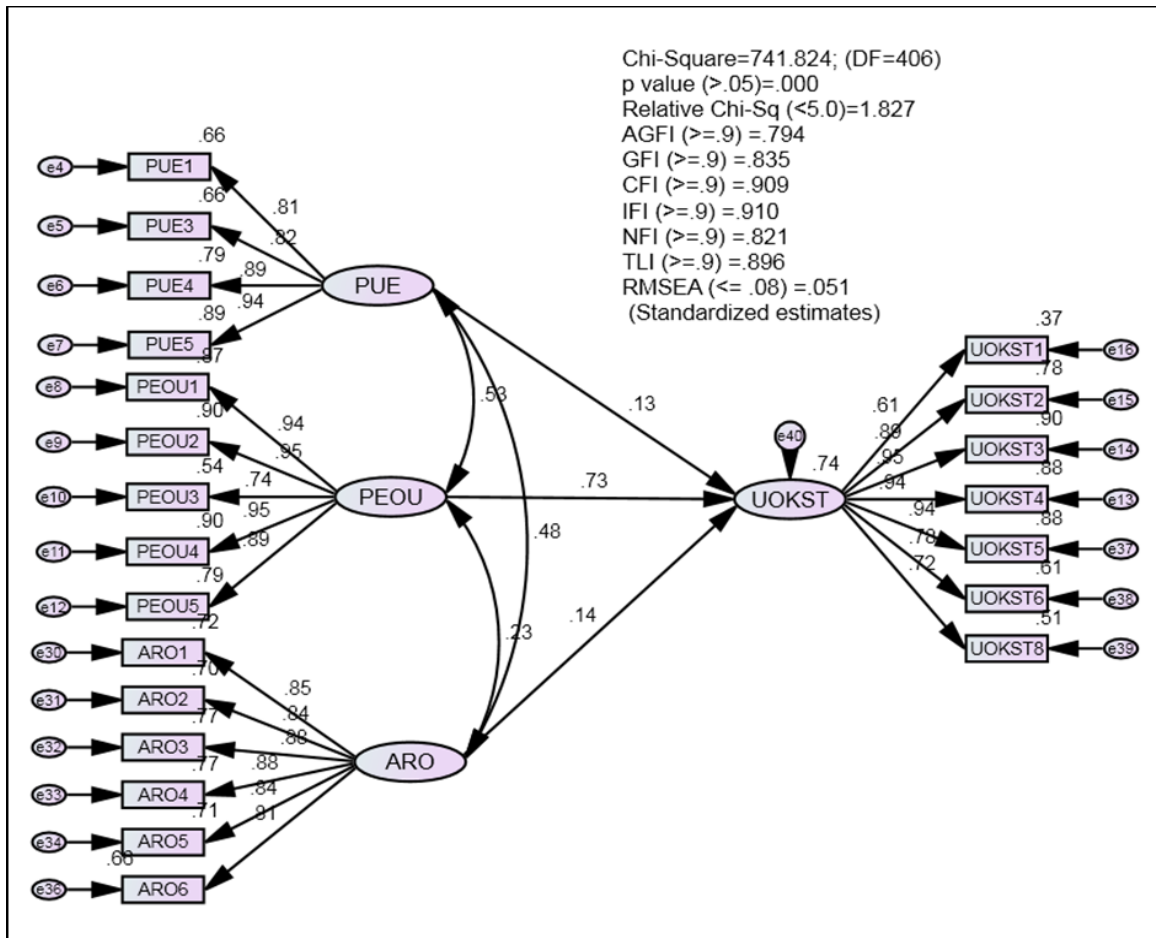 Chi-Square=741.824; (DF=406)
p value (>.05)=.000
Relative Chi-Sq (<5.0)=1.827
AGFI (>=.9) =.794
GFI (>=.9) =.835
CFI (>=.9) =.909
IFI (>=.9) =.910
NFI (>=.9) =.821
TLI (>=.9) =.896
RMSEA (<= .08) =.051
(Standardized estimates)
.66
e4 PUE1
.81
.66
e5 PUE3
.82
.79
e6 PUE4
.89
PUE
.94
.89
e7 PUE5
.87
e8 PEOU1
.94
.90
e9 PEOU2
.95
.54
e10 PEOU3
.74
PEOU
.95
.90
e11 PEOU4
.89
.79
e12 PEOU5
.72
e30 ARO1
.85
.70
e31 ARO2
.84
.77
e32 ARO3
.88
ARO
.77
.88
e33 ARO4
.84
.71
e34 ARO5
.81
.66
e36 ARO6
.53
.48
.23
.13
.73
.14
e40
.74
UOKST
.37
.61
UOKST1 e16
.78
.89
UOKST2 e15
.90
.95
UOKST3 e14
.88
.94
UOKST4 e13
.88
.94
UOKST5 e37
.78
.61
UOKST6 e38
.72
.51
UOKST8 e39